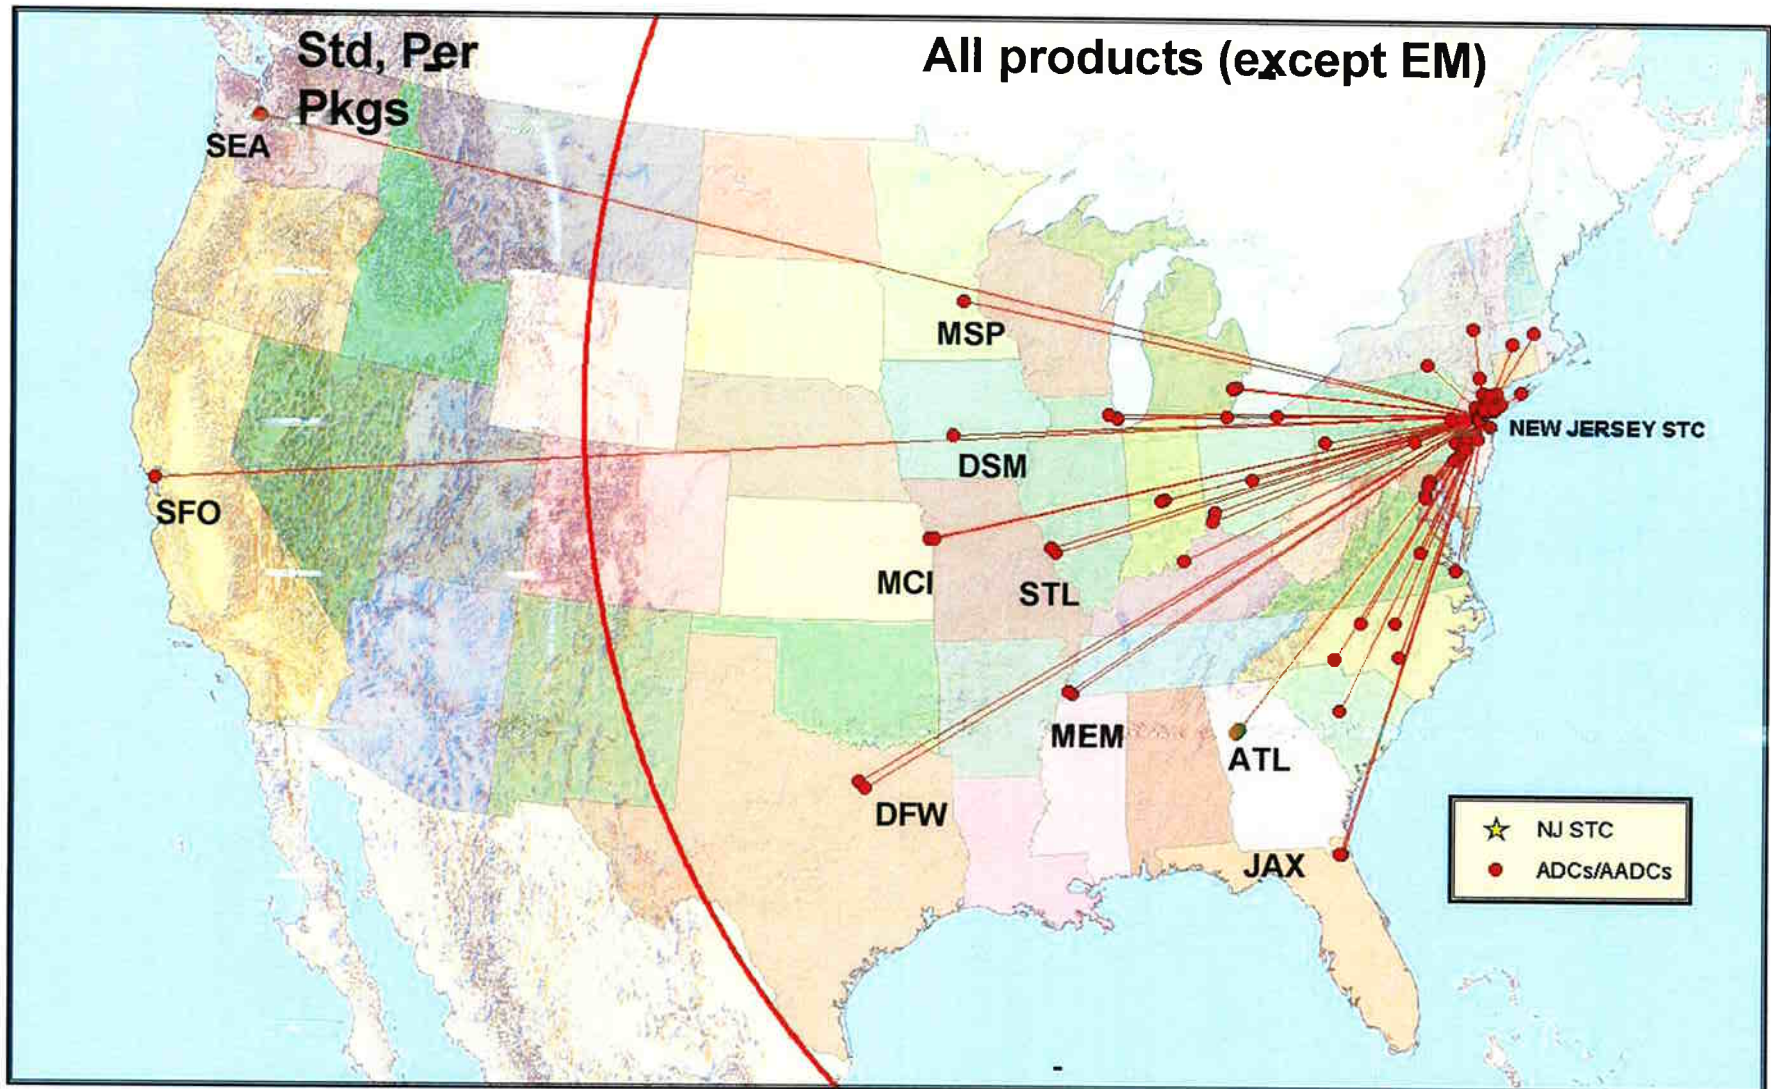 Std, Per
Pkgs
All products (except EM)
SEA
MSP
NEW JERSEY STC
DSM
SFO
MCI
STL
MEM
ATL
DFW
JAX
NJ STC
ADCs/AADCs